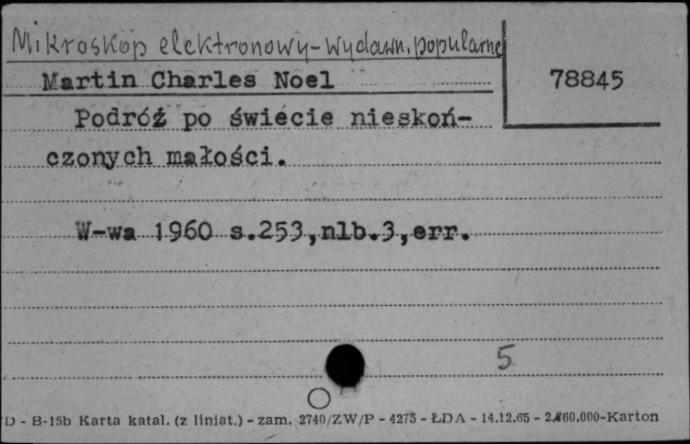 Mikroskop elektronowy - wydawn. popularne
Martin Charles Noel
78845
Podróż po świecie nieskoń-
czonych małości.
W-wa 1960 s.253,nlb.3,err.
5
D - B-15b Karta katal. (z liniat.) - zam. 2740/ZW/P - 4275 - ŁDA - 14.12.65 - 2.860.000-Karton